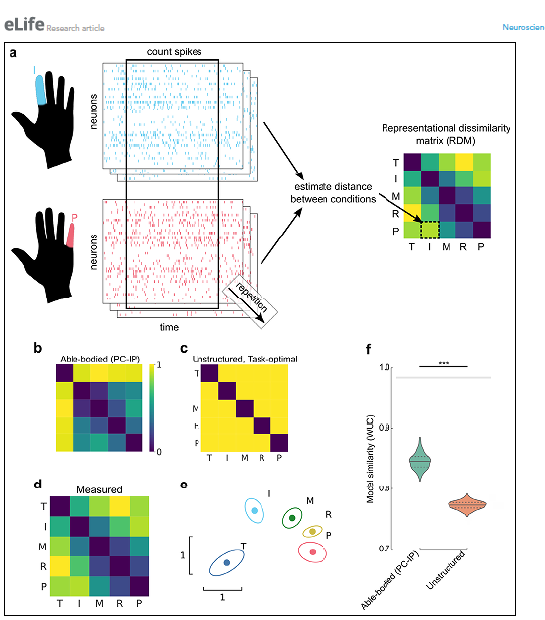 eLife Research article
Neuroscien
a
count spikes
I
neurons
Representational dissimilarity
matrix (RDM)
T
I
M
R
P
T I M R P
estimate distance
between conditions
P
neurons
repetition
time
b
Able-bodied (PC-IP)
1
0
c
Unstructured, Task-optimal
T
I
M
R
P
T I M R P
f
***
1.0
0.9
0.8
0.7
Model similarity (WUC)
Able-bodied (PC-IP)
Unstructured
d
Measured
T
I
M
R
P
T I M R P
e
I
M
R
P
T
1
1